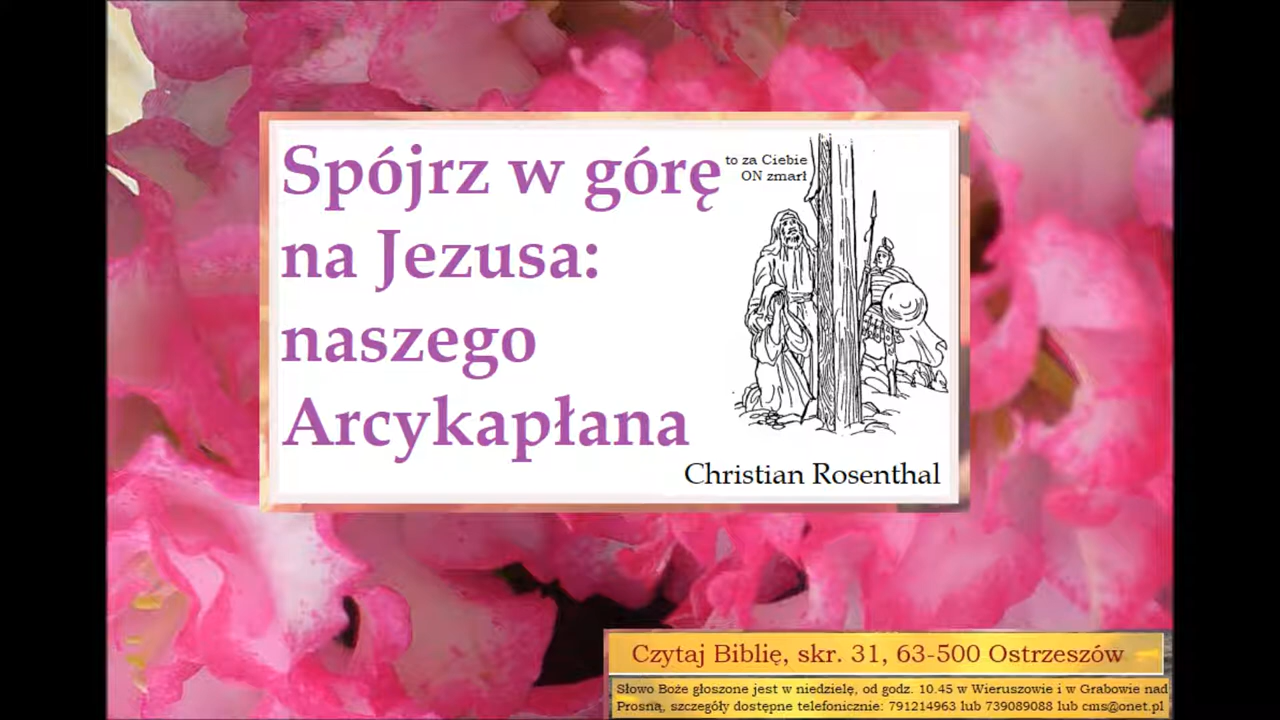 Spójrz w górę
na Jezusa:
naszego
Arcykapłana
to za Ciebie
ON zmarł
Christian Rosenthal
Czytaj Biblię, skr. 31, 63-500 Ostrzeszów
Słowo Boże głoszone jest w niedzielę, od godz. 10.45 w Wieruszowie i w Grabowie nad
Prosną, szczegóły dostępne telefonicznie: 791214963 lub 739089088 lub cms@onet.pl